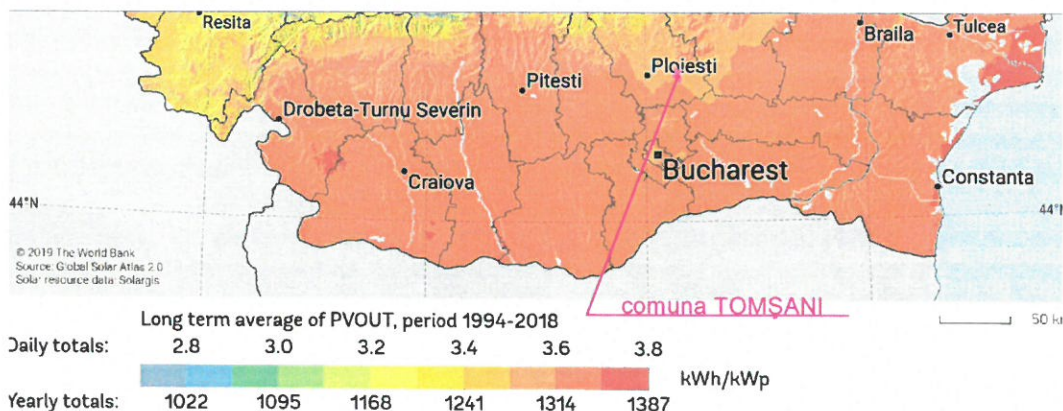 Resita
Braila
Tulcea
Ploiesti
Pitesti
Drobeta-Turnu Severin
Bucharest
Craiova
Constanta
44°N
44°N
© 2019 The World Bank
Source: Global Solar Atlas 2.0
Solar resource data: Solargis
comuna TOMȘANI
50 km
Long term average of PVOUT, period 1994-2018
Daily totals: 2.8 3.0 3.2 3.4 3.6 3.8
kWh/kWp
Yearly totals: 1022 1095 1168 1241 1314 1387